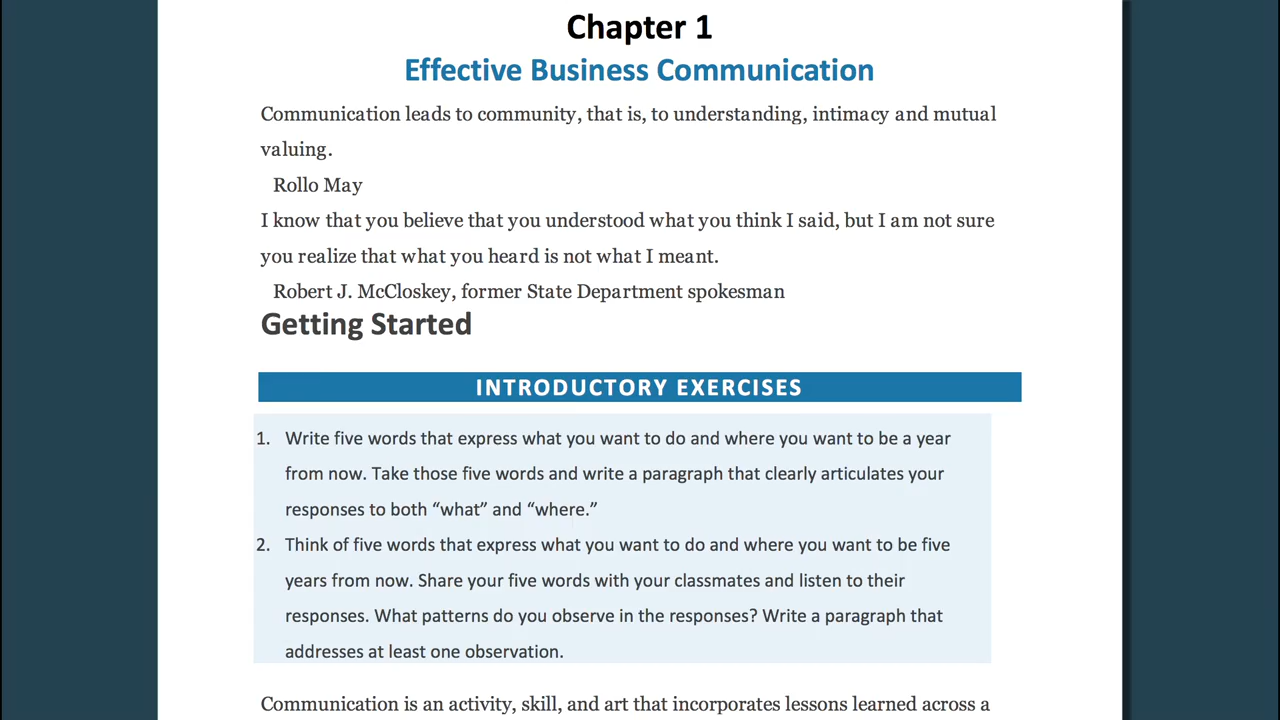 Chapter 1
Effective Business Communication
Communication leads to community, that is, to understanding, intimacy and mutual
valuing.
Rollo May
I know that you believe that you understood what you think I said, but I am not sure
you realize that what you heard is not what I meant.
Robert J. McCloskey, former State Department spokesman
Getting Started
INTRODUCTORY EXERCISES
1. Write five words that express what you want to do and where you want to be a year
from now. Take those five words and write a paragraph that clearly articulates your
responses to both “what” and “where.”
2. Think of five words that express what you want to do and where you want to be five
years from now. Share your five words with your classmates and listen to their
responses. What patterns do you observe in the responses? Write a paragraph that
addresses at least one observation.
Communication is an activity, skill, and art that incorporates lessons learned across a